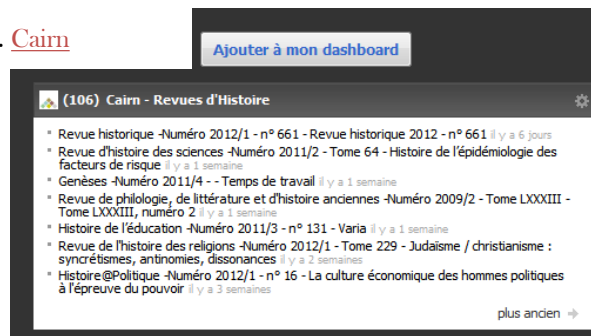 . Cairn
Ajouter à mon dashboard
(106) Cairn - Revues d'Histoire
Revue historique -Numéro 2012/1 - n° 661 - Revue historique 2012 - n° 661 il y a 6 jours
Revue d'histoire des sciences -Numéro 2011/2 - Tome 64 - Histoire de l'épidémiologie des
facteurs de risque il y a 1 semaine
Genèses -Numéro 2011/4 - - Temps de travail il y a 1 semaine
Revue de philologie, de littérature et d'histoire anciennes -Numéro 2009/2 - Tome LXXXIII -
Tome LXXXIII, numéro 2 il y a 1 semaine
Histoire de l'éducation -Numéro 2011/3 - n° 131 - Varia il y a 1 semaine
Revue de l'histoire des religions -Numéro 2012/1 - Tome 229 - Judaïsme / christianisme :
syncrétismes, antinomies, dissonances il y a 2 semaines
Histoire@Politique -Numéro 2012/1 - n° 16 - La culture économique des hommes politiques
à l'épreuve du pouvoir il y a 3 semaines
plus ancien